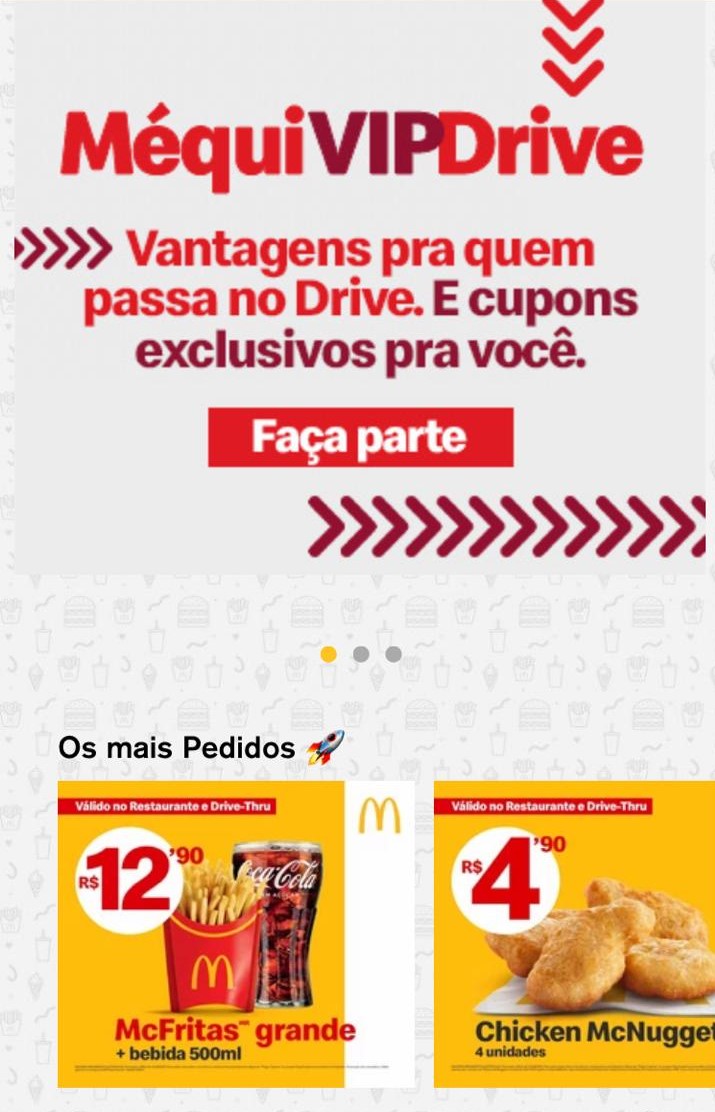 MéquiVIPDrive
Vantagens pra quem
passa no Drive. E cupons
exclusivos pra você.
Faça parte
Os mais Pedidos 🚀
Válido no Restaurante e Drive-Thru
R$ 12,90
Coca-Cola
McFritas grande
+ bebida 500ml
Válido no Restaurante e Drive-Thru
R$ 4,90
Chicken McNugget
4 unidades